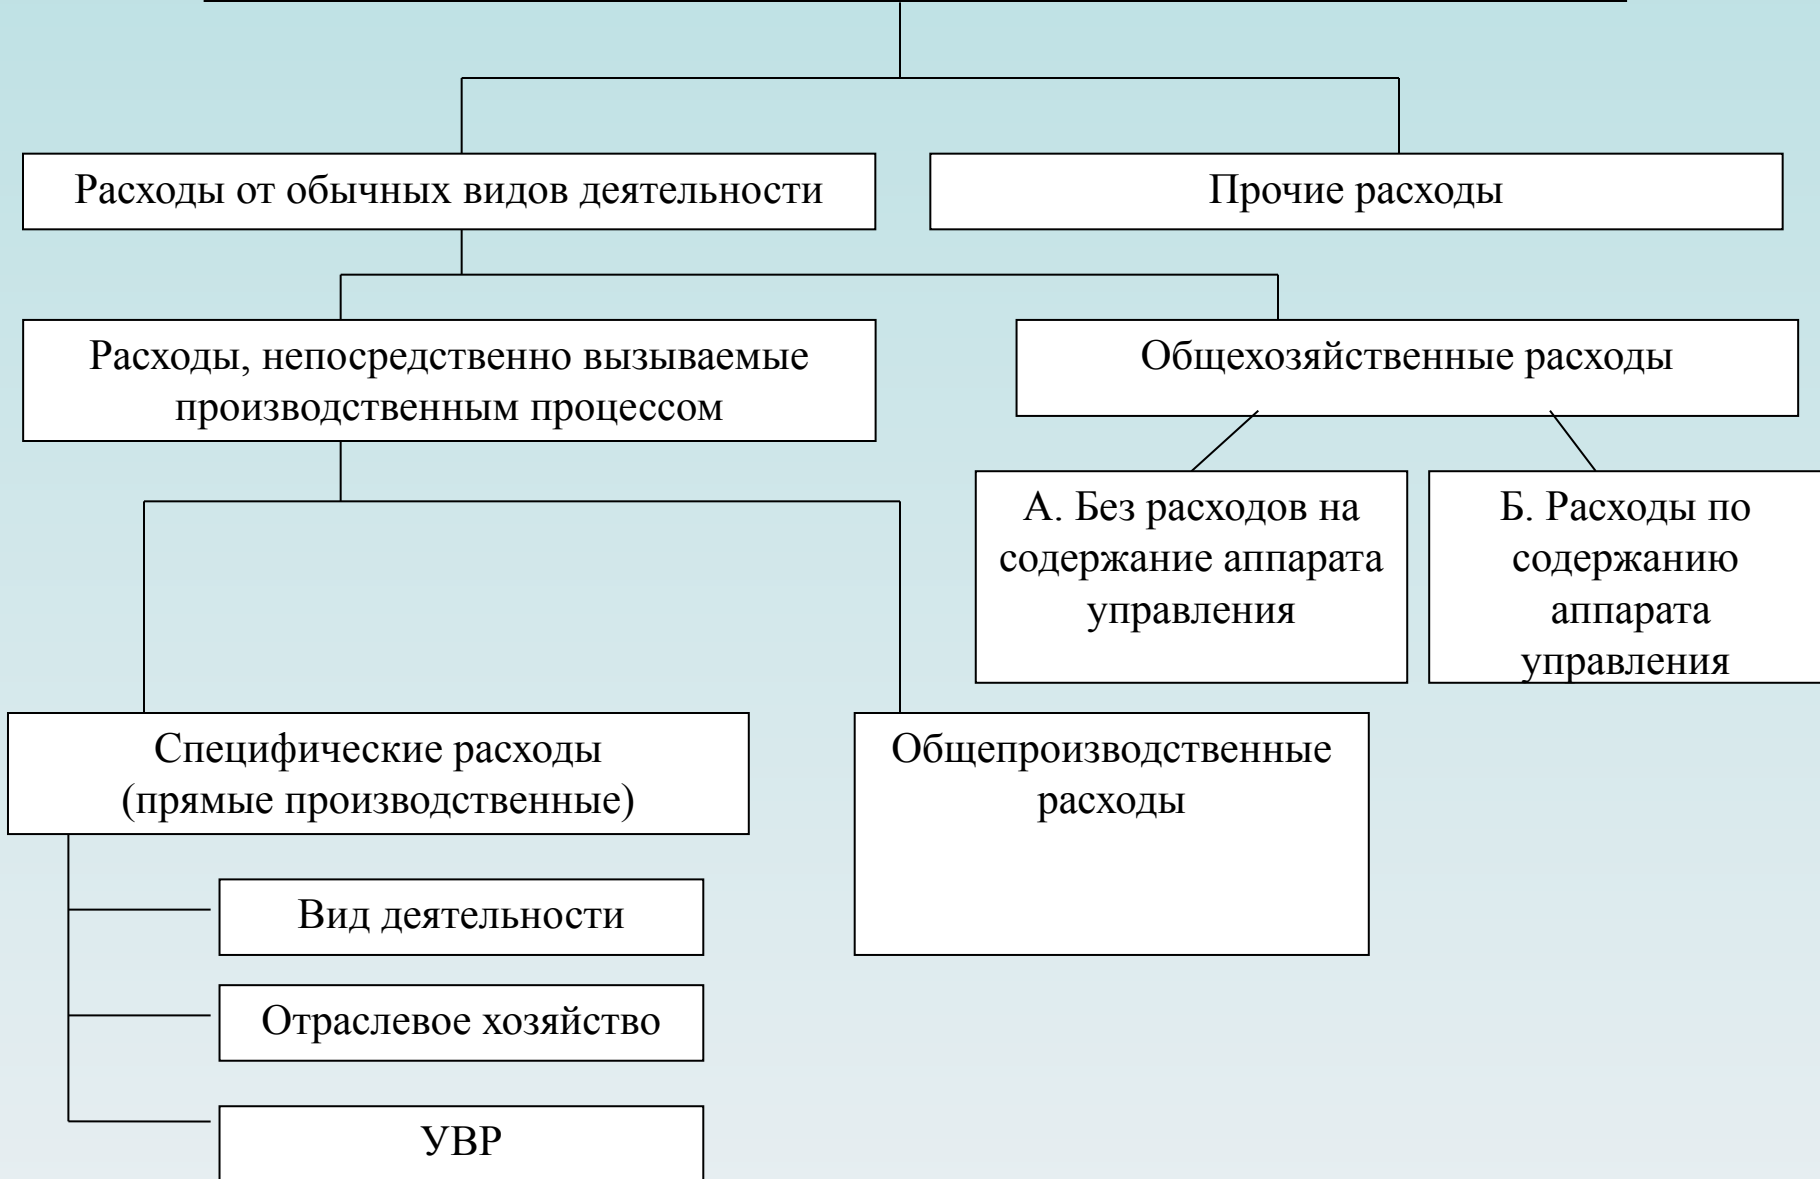 Расходы от обычных видов деятельности
Прочие расходы
Расходы, непосредственно вызываемые
производственным процессом
Общехозяйственные расходы
А. Без расходов на
содержание аппарата
управления
Б. Расходы по
содержанию
аппарата
управления
Специфические расходы
(прямые производственные)
Общепроизводственные
расходы
Вид деятельности
Отраслевое хозяйство
УВР